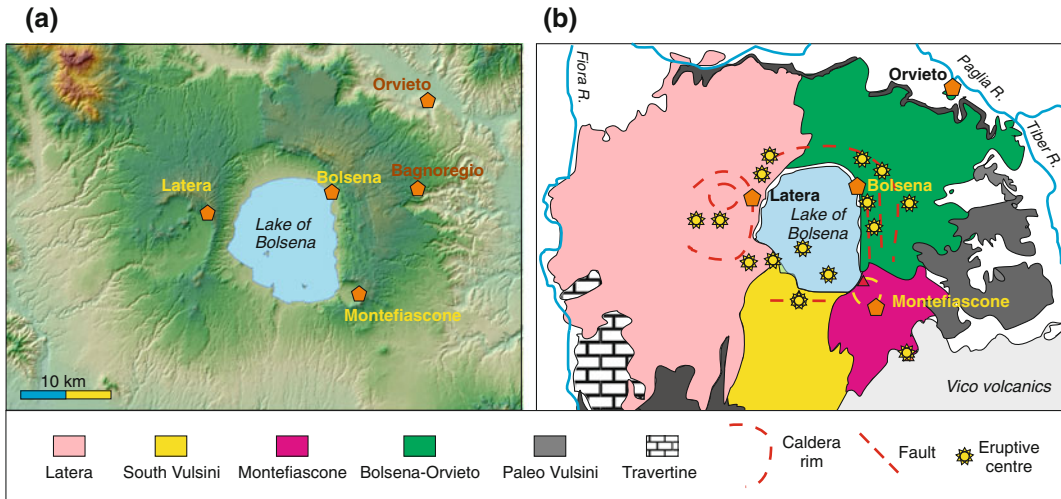 (a)
Orvieto
Bagnoregio
Bolsena
Latera
Lake of
Bolsena
Montefiascone
10 km
(b)
Fiora R.
Paglia R.
Orvieto
Tiber R.
Bolsena
Latera
Lake of
Bolsena
Montefiascone
Vico volcanics
Latera
South Vulsini
Montefiascone
Bolsena-Orvieto
Paleo Vulsini
Travertine
Caldera
rim
Fault
Eruptive
centre